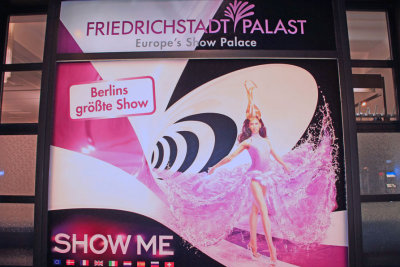 FRIEDRICHSTADT PALAST
Europe's Show Palace
Berlins
größte Show
SHOW ME